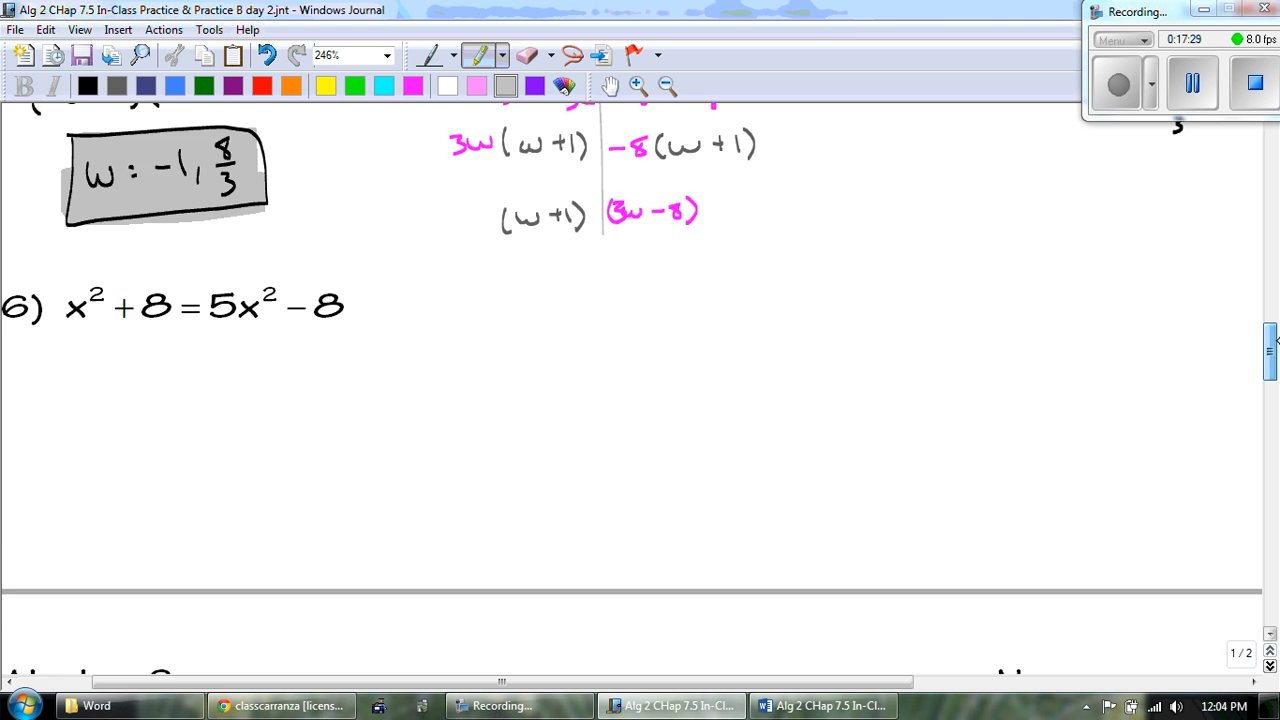 Alg 2 CHap 7.5 In-Class Practice & Practice B day 2.jnt - Windows Journal
Recording...
File Edit View Insert Actions Tools Help
Menu 0:17:29 8.0 fps
246%
B I
3w (w+1) -8 (w+1)
w: -1, 8/3
3
(w+1) (3w-8)
6) x² + 8 = 5x² - 8
1 / 2
Word classcarranza [licens... Recording... Alg 2 CHap 7.5 In-Cl... Alg 2 CHap 7.5 In-Cl... 12:04 PM